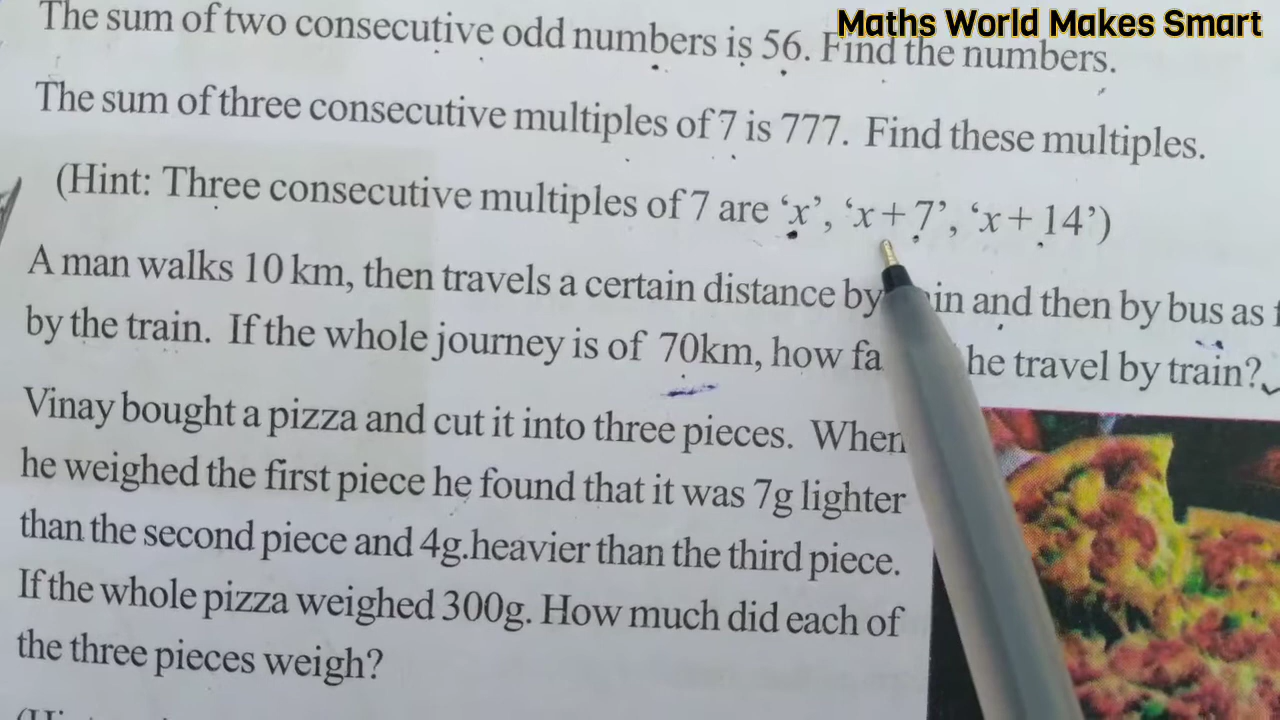 Maths World Makes Smart
The sum of two consecutive odd numbers is 56. Find the numbers.
The sum of three consecutive multiples of 7 is 777. Find these multiples.
(Hint: Three consecutive multiples of 7 are ‘x’, ‘x + 7’, ‘x + 14’)
A man walks 10 km, then travels a certain distance by and then by bus as
by the train. If the whole journey is of 70km, how he travel by train?
Vinay bought a pizza and cut it into three pieces. When
he weighed the first piece he found that it was 7g lighter
than the second piece and 4g.heavier than the third piece.
If the whole pizza weighed 300g. How much did each of
the three pieces weigh?